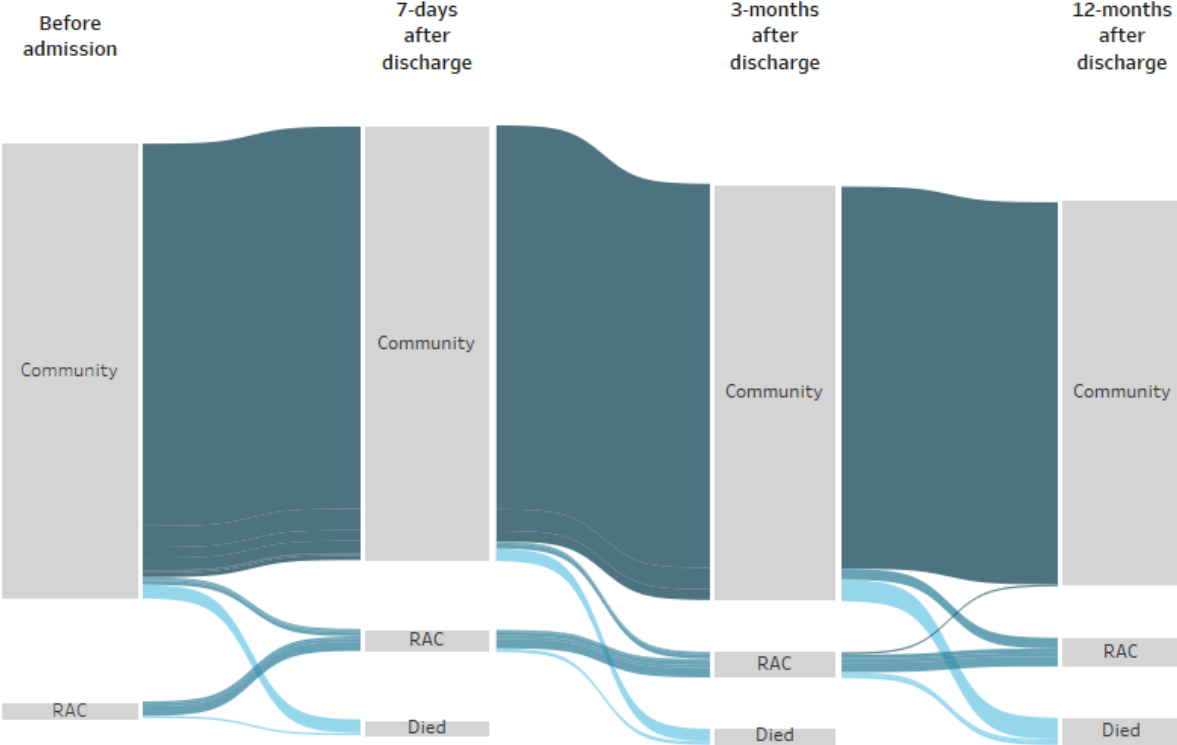 Before
admission
7-days
after
discharge
3-months
after
discharge
12-months
after
discharge
Community
RAC
Community
RAC
Died
Community
RAC
Died
Community
RAC
Died